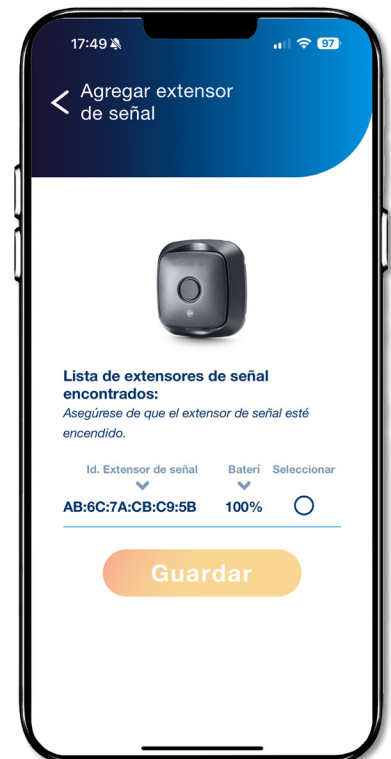 17:49
97
Agregar extensor
de señal
Lista de extensores de señal
encontrados:
Asegúrese de que el extensor de señal esté
encendido.
Id. Extensor de señal Baterí Seleccionar
AB:6C:7A:CB:C9:5B 100%
Guardar